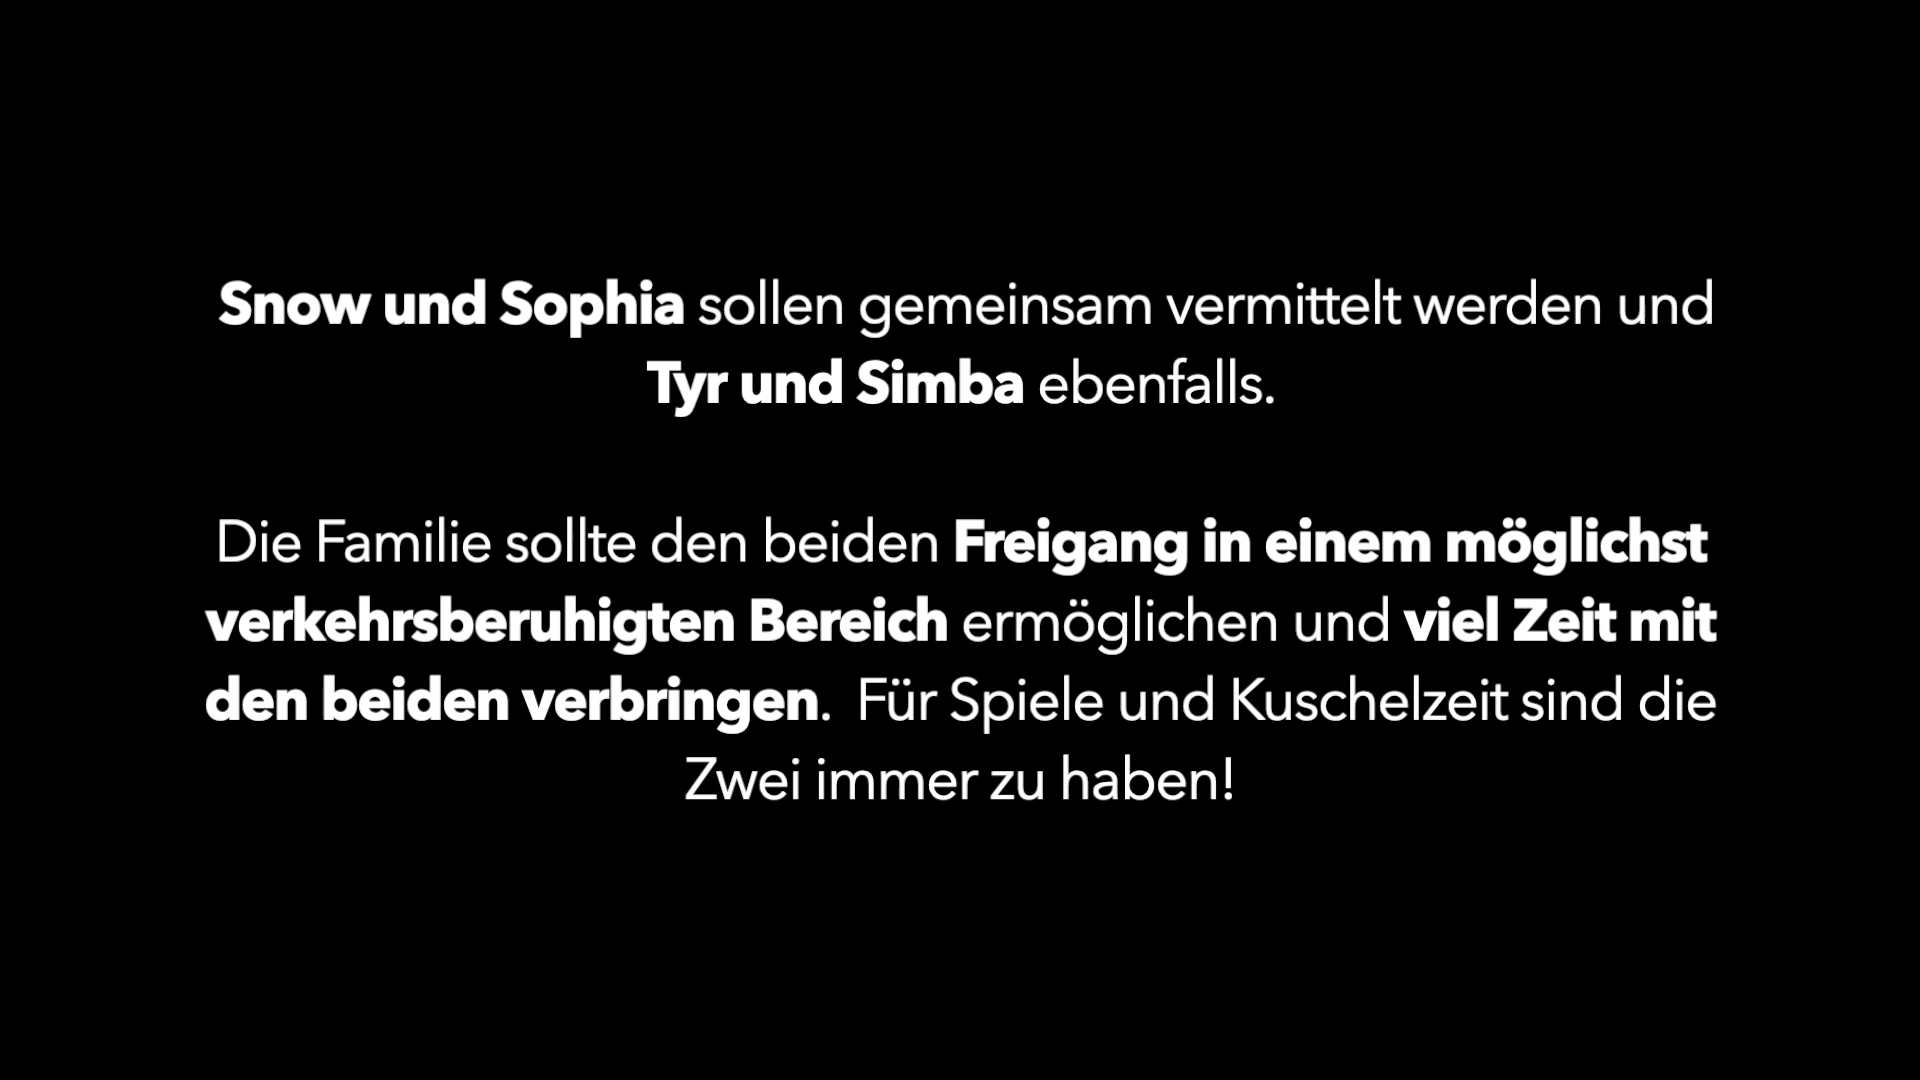 Snow und Sophia sollen gemeinsam vermittelt werden und
Tyr und Simba ebenfalls.
Die Familie sollte den beiden Freigang in einem möglichst
verkehrsberuhigten Bereich ermöglichen und viel Zeit mit
den beiden verbringen.  Für Spiele und Kuschelzeit sind die
Zwei immer zu haben!